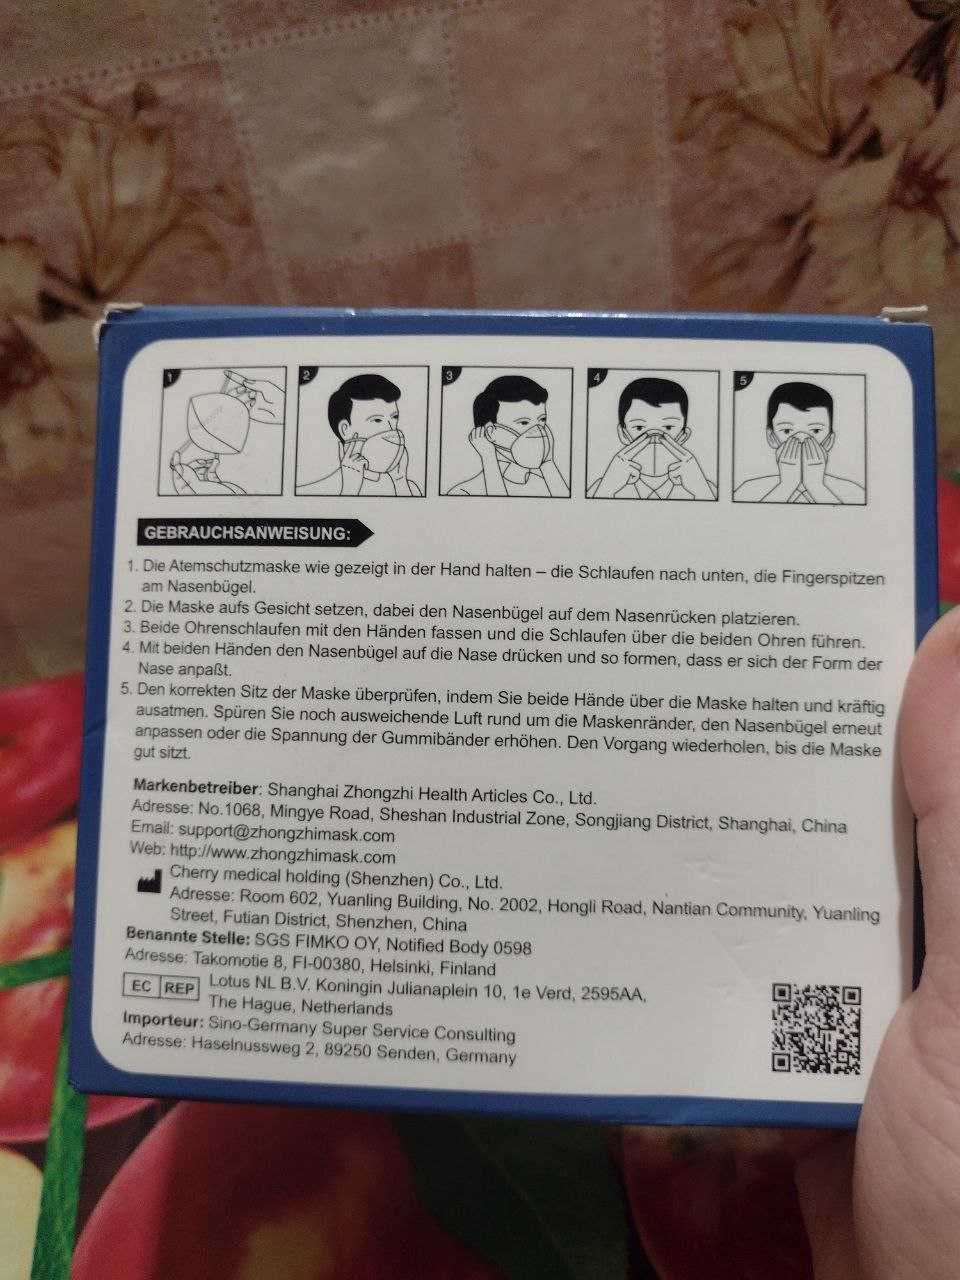 1
2
3
4
5
GEBRAUCHSANWEISUNG:
1. Die Atemschutzmaske wie gezeigt in der Hand halten – die Schlaufen nach unten, die Fingerspitzen
am Nasenbügel.
2. Die Maske aufs Gesicht setzen, dabei den Nasenbügel auf dem Nasenrücken platzieren.
3. Beide Ohrenschlaufen mit den Händen fassen und die Schlaufen über die beiden Ohren führen.
4. Mit beiden Händen den Nasenbügel auf die Nase drücken und so formen, dass er sich der Form der
Nase anpaßt.
5. Den korrekten Sitz der Maske überprüfen, indem Sie beide Hände über die Maske halten und kräftig
ausatmen. Spüren Sie noch ausweichende Luft rund um die Maskenränder, den Nasenbügel erneut
anpassen oder die Spannung der Gummibänder erhöhen. Den Vorgang wiederholen, bis die Maske
gut sitzt.
Markenbetreiber: Shanghai Zhongzhi Health Articles Co., Ltd.
Adresse: No.1068, Mingye Road, Sheshan Industrial Zone, Songjiang District, Shanghai, China
Email: support@zhongzhimask.com
Web: http://www.zhongzhimask.com
Cherry medical holding (Shenzhen) Co., Ltd.
Adresse: Room 602, Yuanling Building, No. 2002, Hongli Road, Nantian Community, Yuanling
Street, Futian District, Shenzhen, China
Benannte Stelle: SGS FIMKO OY, Notified Body 0598
Adresse: Takomotie 8, FI-00380, Helsinki, Finland
EC REP Lotus NL B.V. Koningin Julianaplein 10, 1e Verd, 2595AA,
The Hague, Netherlands
Importeur: Sino-Germany Super Service Consulting
Adresse: Haselnussweg 2, 89250 Senden, Germany